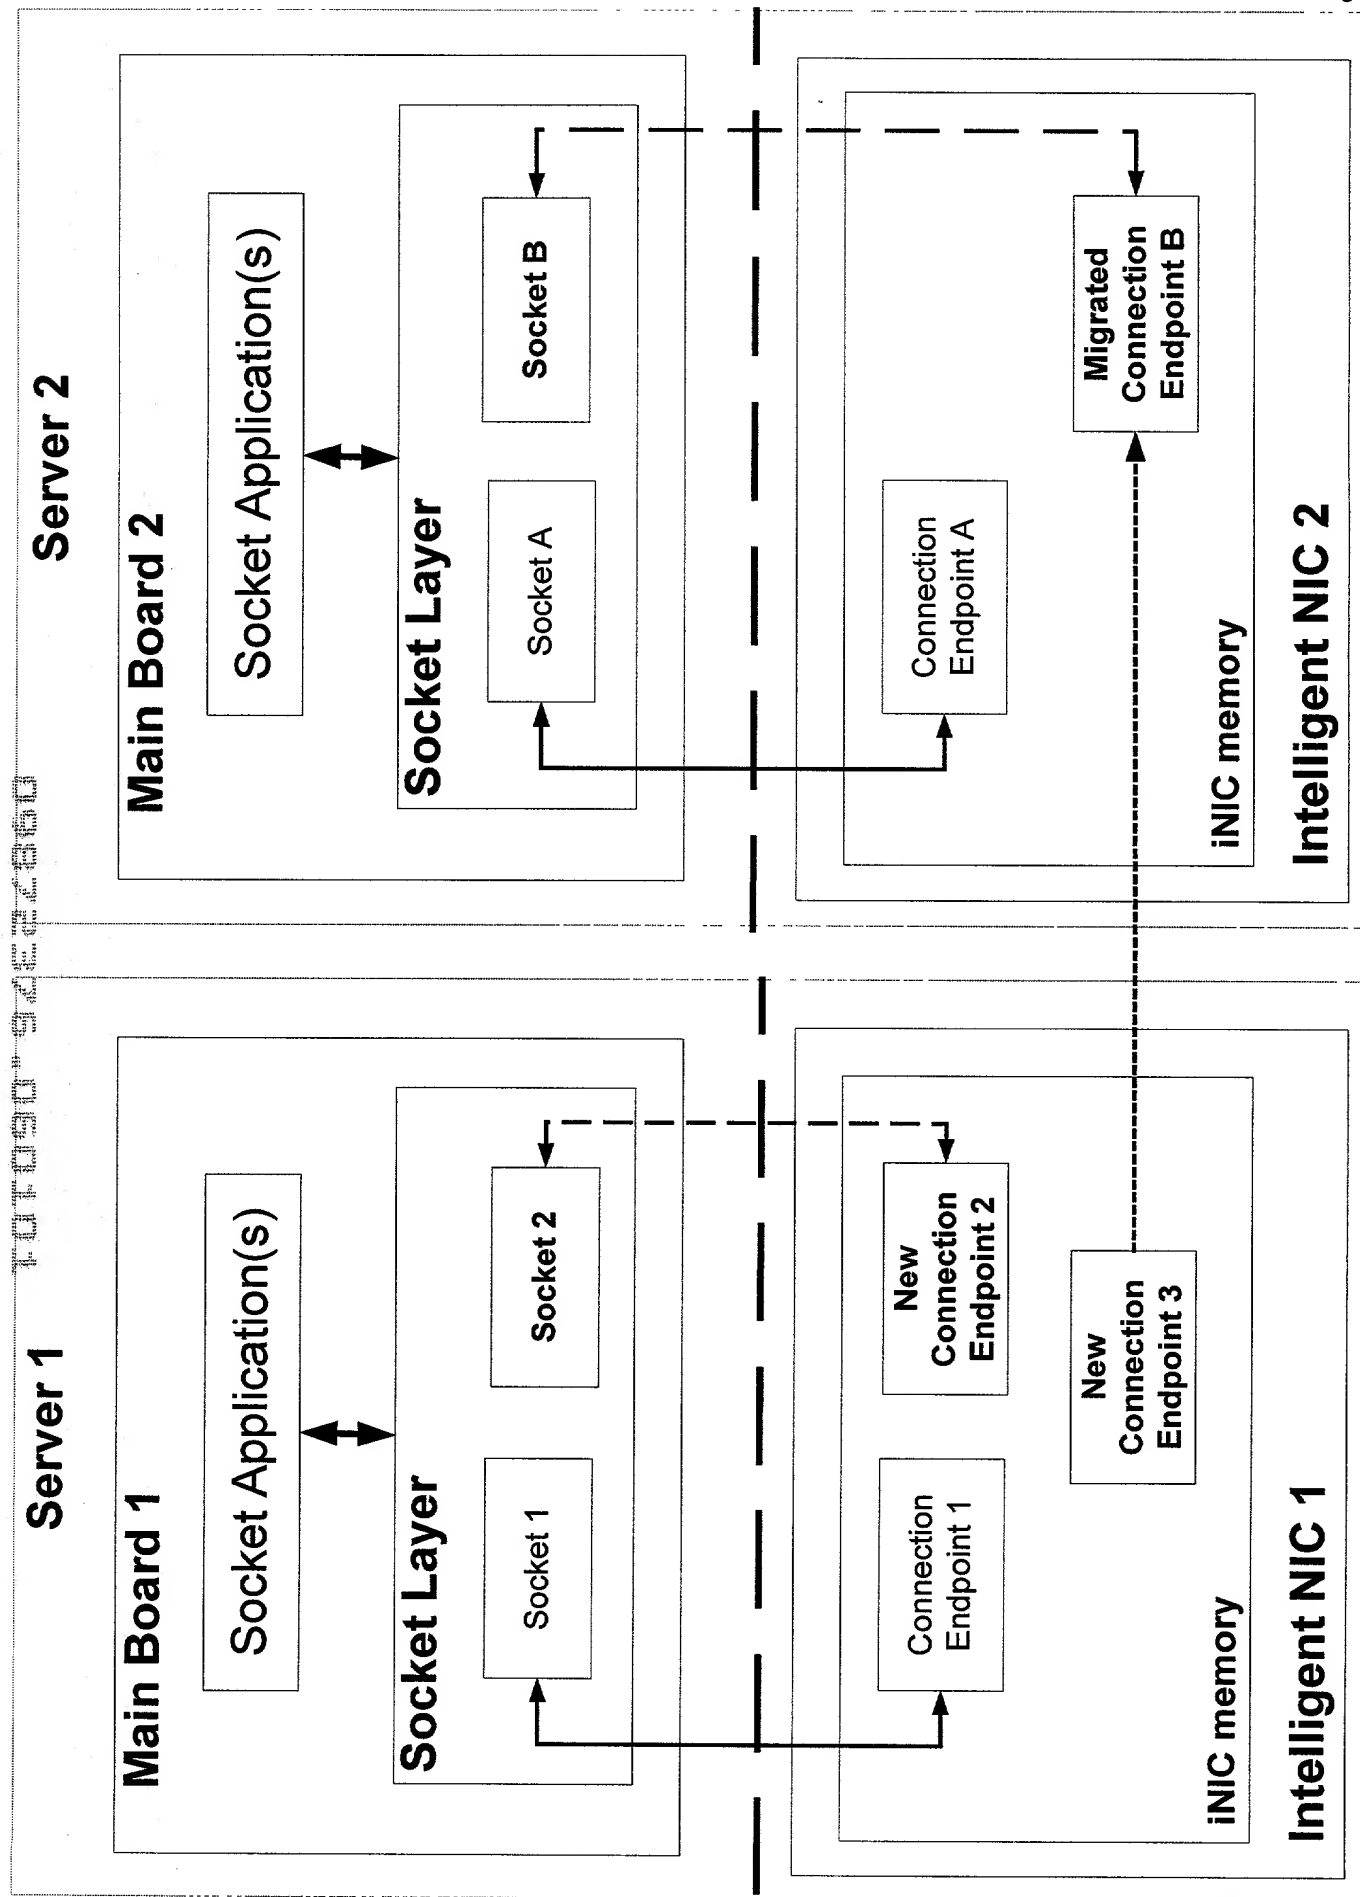 Server 1
Main Board 1
Socket Application(s)
Socket Layer
Socket 1
Socket 2
Connection
Endpoint 1
New
Connection
Endpoint 2
New
Connection
Endpoint 3
iNIC memory
Intelligent NIC 1
Server 2
Main Board 2
Socket Application(s)
Socket Layer
Socket A
Socket B
Connection
Endpoint A
Migrated
Connection
Endpoint B
iNIC memory
Intelligent NIC 2